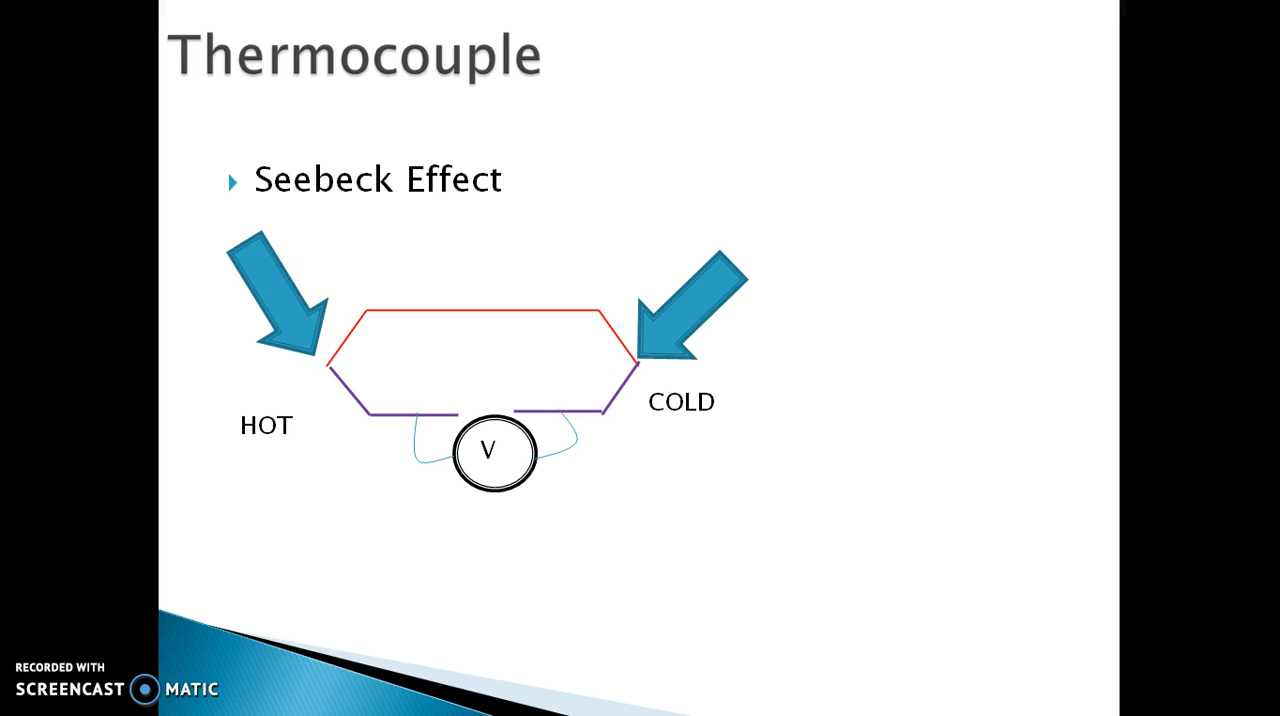 Thermocouple
Seebeck Effect
HOT
COLD
V
RECORDED WITH
SCREENCAST MATIC